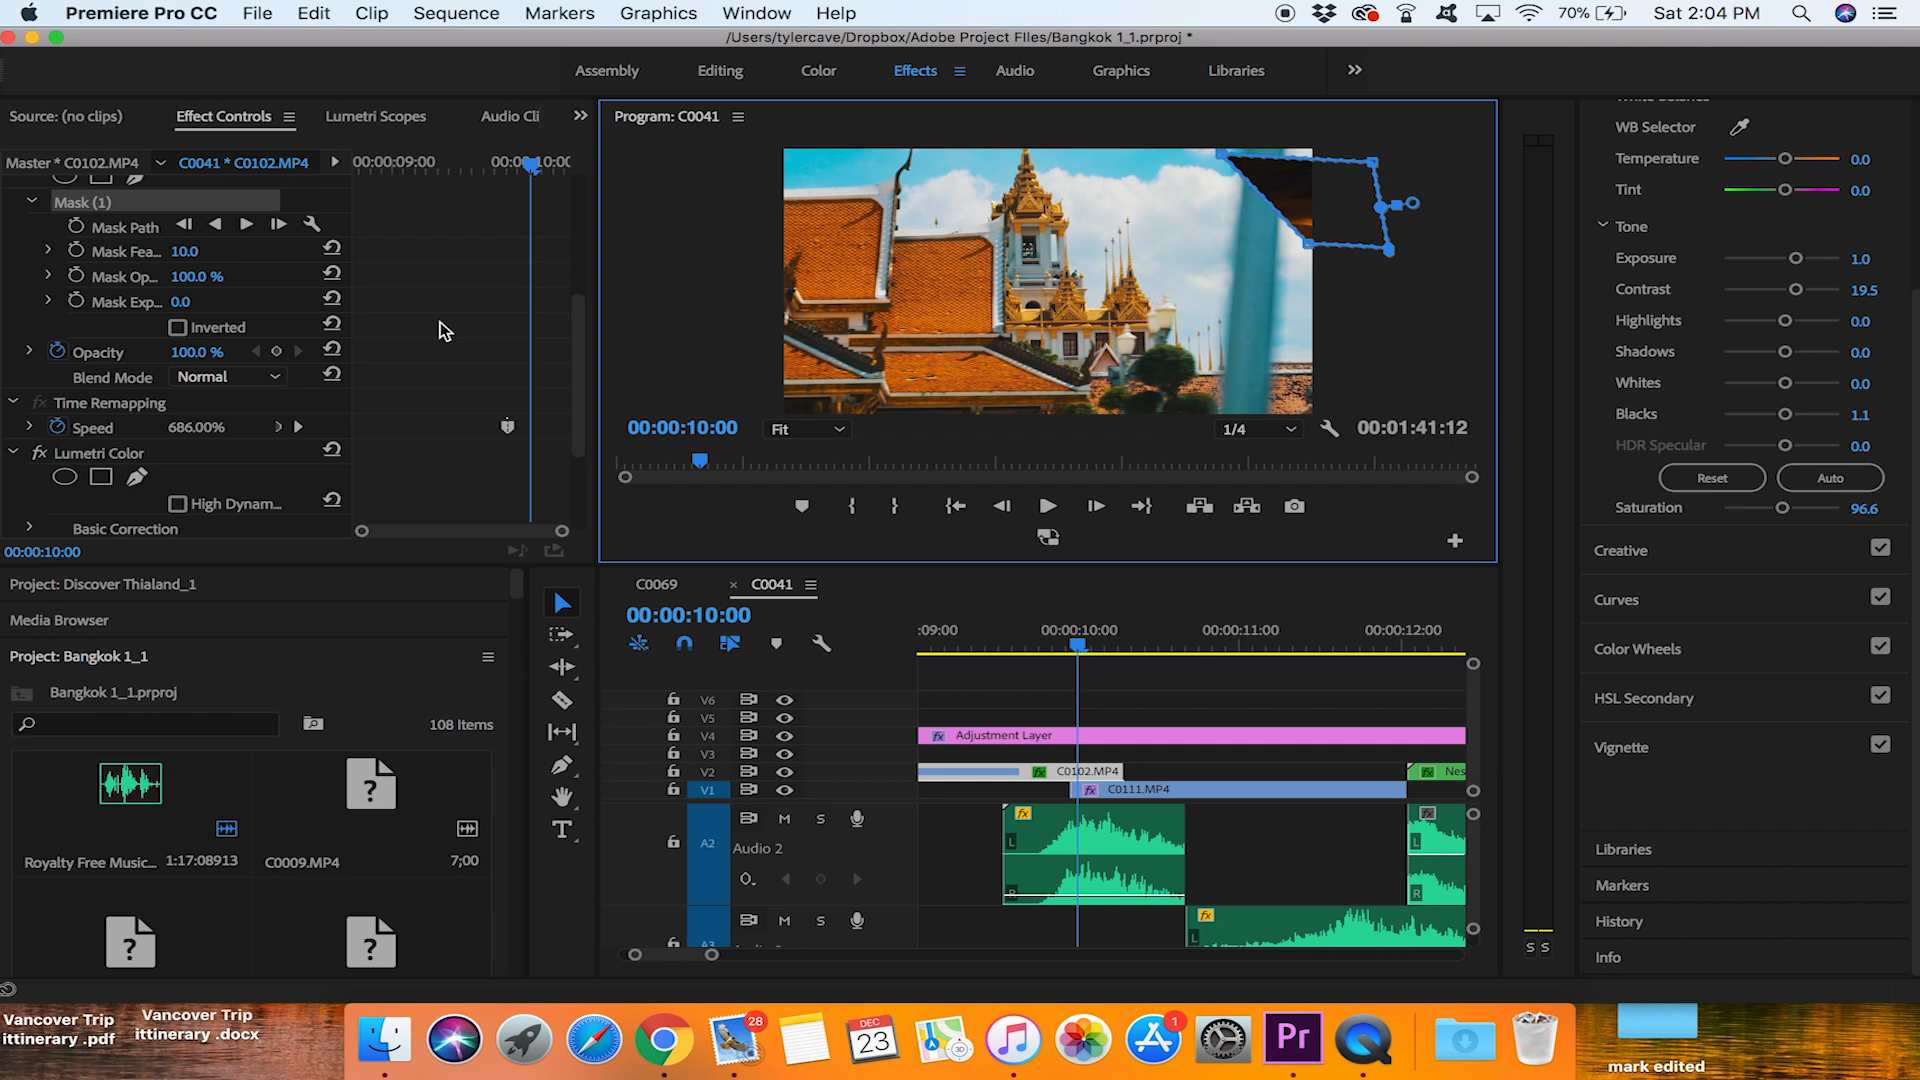 Premiere Pro CC File Edit Clip Sequence Markers Graphics Window Help 70% Sat 2:04 PM
/Users/tylercave/Dropbox/Adobe Project FIles/Bangkok 1_1.prproj *
Assembly Editing Color Effects Audio Graphics Libraries
Source: (no clips) Effect Controls Lumetri Scopes Audio Cli
Master * C0102.MP4 C0041 * C0102.MP4 00:00:09:00
Mask (1)
Mask Path
Mask Fea... 10.0
Mask Op... 100.0 %
Mask Exp... 0.0
Inverted
Opacity 100.0 %
Blend Mode Normal
fx Time Remapping
Speed 686.00%
fx Lumetri Color
High Dynam...
Basic Correction
00:00:10:00
Program: C0041
00:00:10:00 Fit 1/4 00:01:41:12
WB Selector
Temperature 0.0
Tint 0.0
Tone
Exposure 1.0
Contrast 19.5
Highlights 0.0
Shadows 0.0
Whites 0.0
Blacks 1.1
HDR Specular 0.0
Reset Auto
Saturation 96.6
Creative
Curves
Color Wheels
HSL Secondary
Vignette
Libraries
Markers
History
Info
Project: Discover Thialand_1
Media Browser
Project: Bangkok 1_1
Bangkok 1_1.prproj
108 Items
Royalty Free Music... 1:17:08913
C0009.MP4 7;00
C0069 × C0041
00:00:10:00
:09:00 00:00:10:00 00:00:11:00 00:00:12:00
V6
V5
V4 fx Adjustment Layer
V3
V2 fx C0102.MP4 fx Nes
V1 fx C0111.MP4
A2 M S fx
Audio 2 L L
R R
A3 M S fx
L
S S
Vancover Trip
ittinerary .pdf
Vancover Trip
ittinerary .docx
28
DEC
23
1
Pr
mark edited